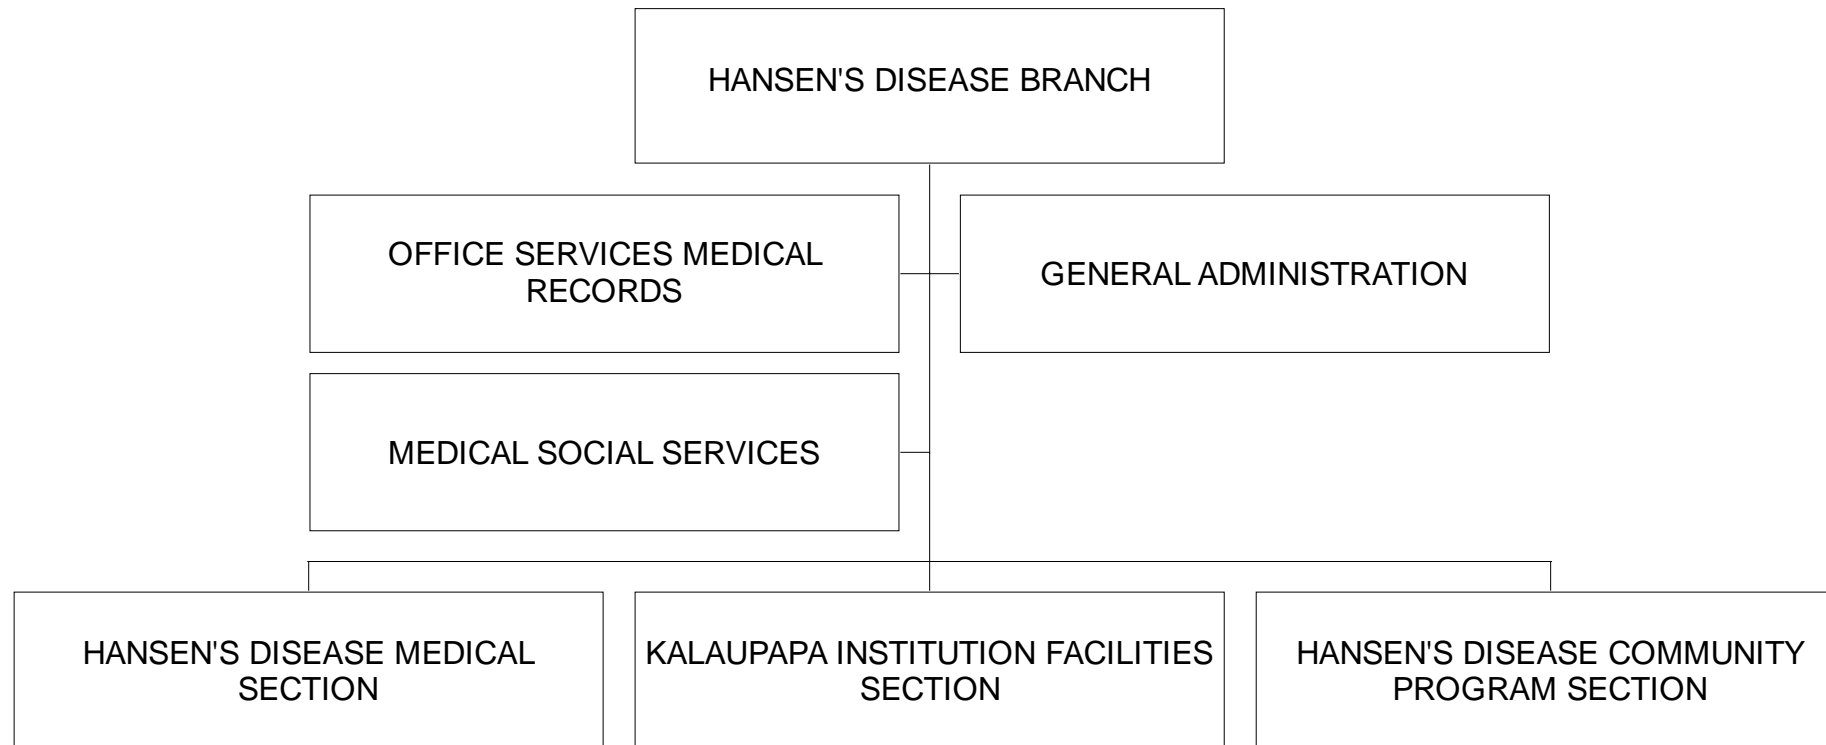 HANSEN'S DISEASE BRANCH
OFFICE SERVICES MEDICAL
RECORDS
GENERAL ADMINISTRATION
MEDICAL SOCIAL SERVICES
HANSEN'S DISEASE MEDICAL
SECTION
KALAUPAPA INSTITUTION FACILITIES
SECTION
HANSEN'S DISEASE COMMUNITY
PROGRAM SECTION